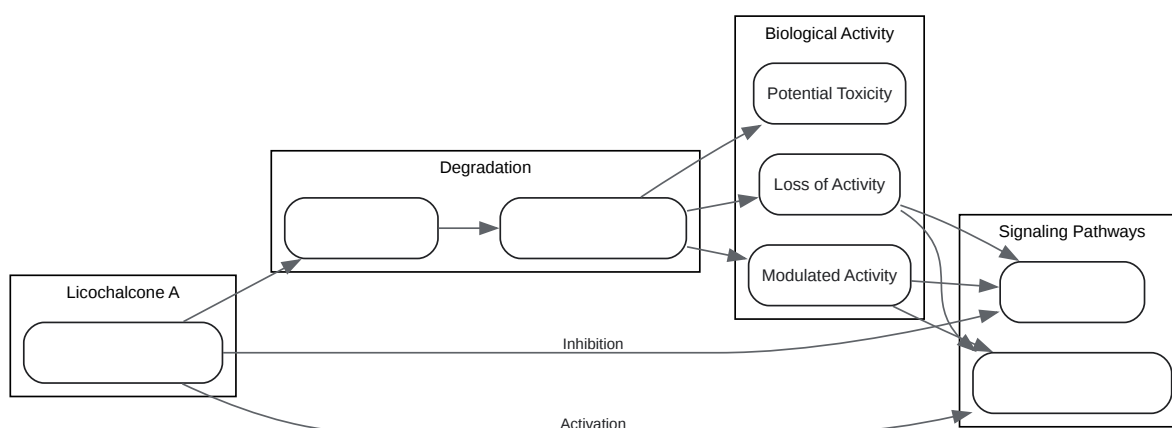 Biological Activity
Potential Toxicity
Degradation
Loss of Activity
Signaling Pathways
Modulated Activity
Licochalcone A
Inhibition
Activation